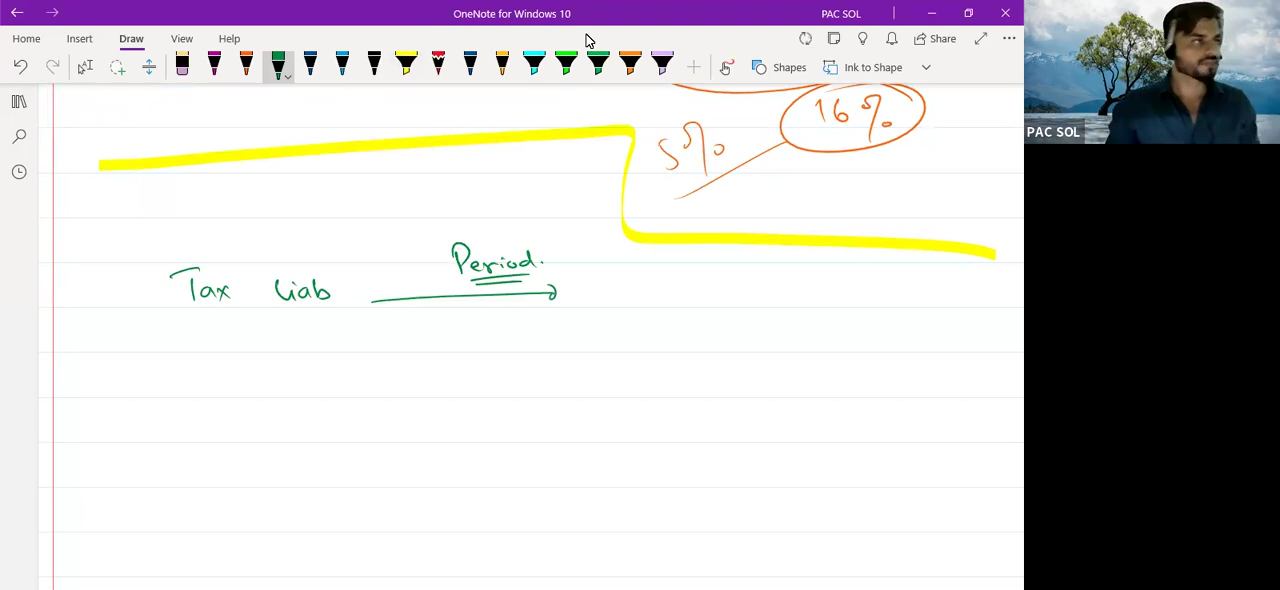 OneNote for Windows 10
PAC SOL
Home Insert Draw View Help
Share
Shapes
Ink to Shape
16%
5%
Period.
Tax Liab
PAC SOL